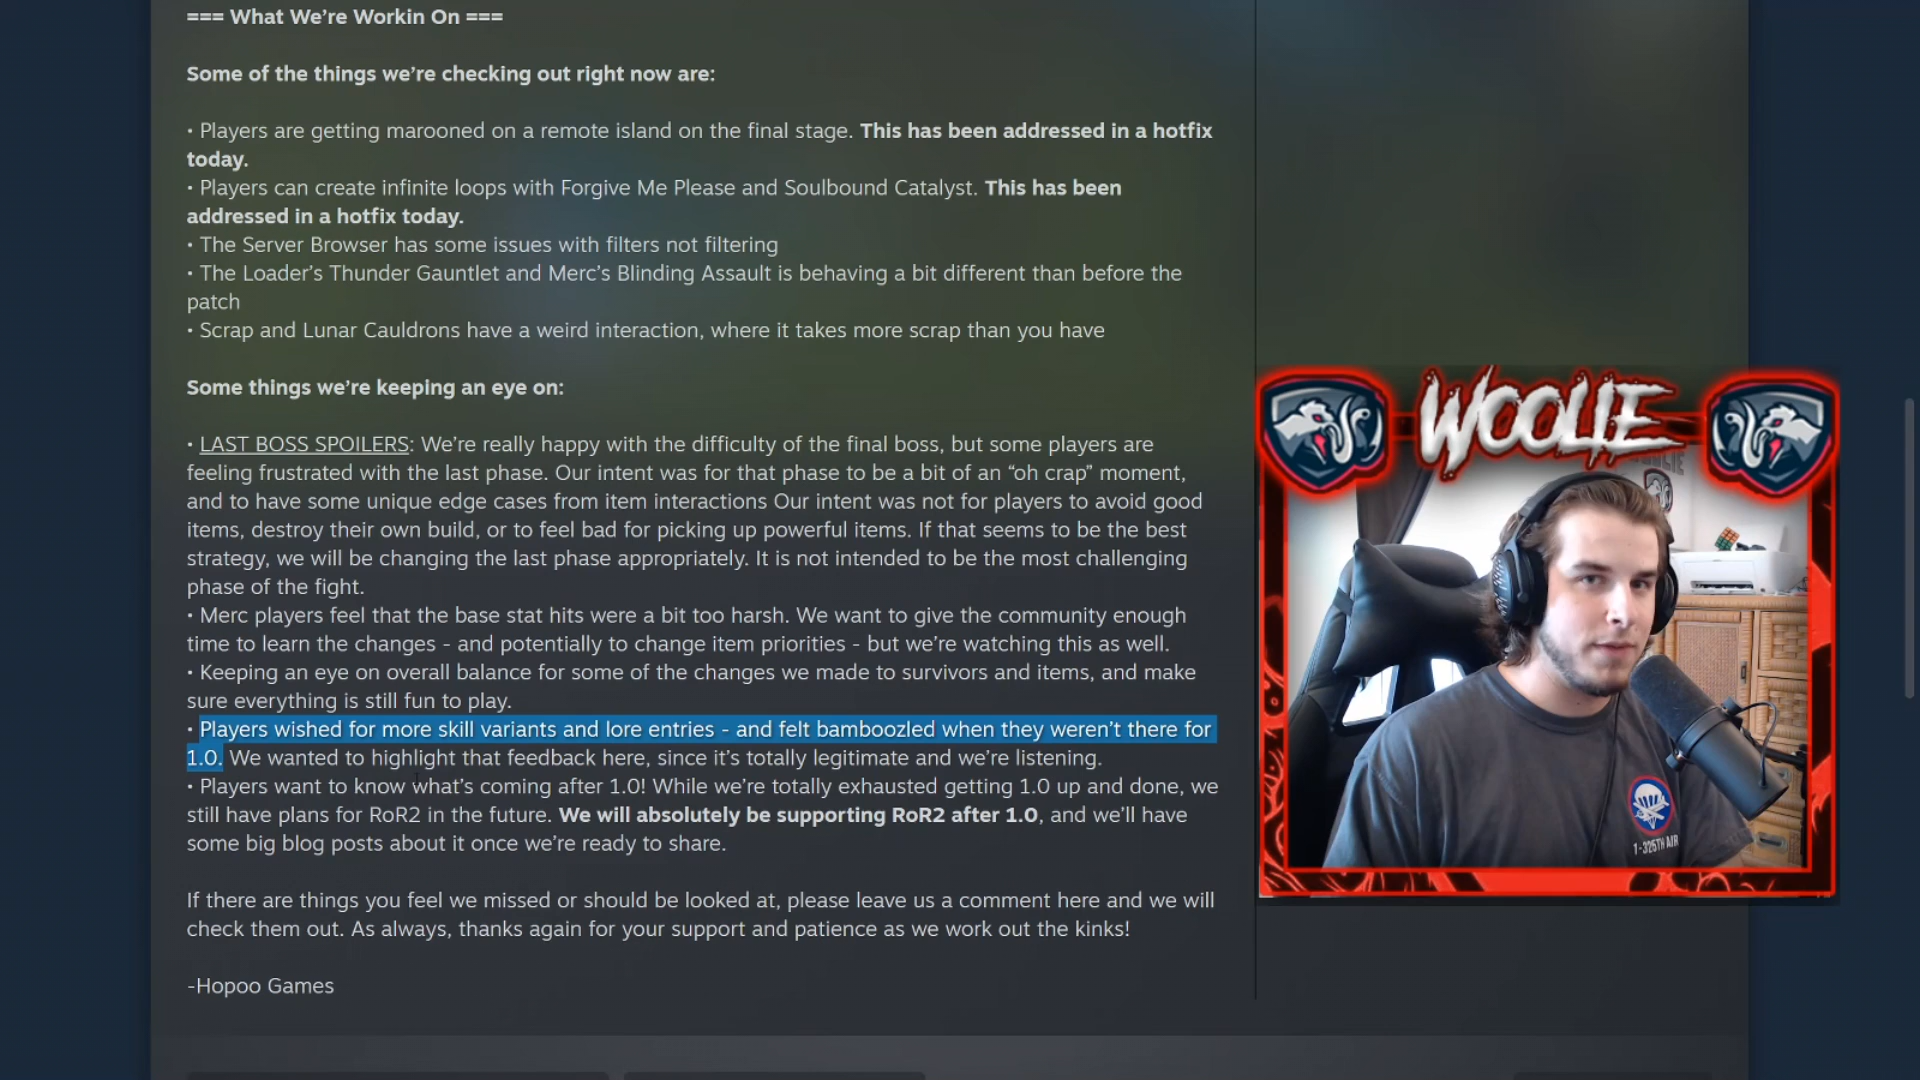 === What We’re Workin On ===
Some of the things we’re checking out right now are:
• Players are getting marooned on a remote island on the final stage. This has been addressed in a hotfix
today.
• Players can create infinite loops with Forgive Me Please and Soulbound Catalyst. This has been
addressed in a hotfix today.
• The Server Browser has some issues with filters not filtering
• The Loader’s Thunder Gauntlet and Merc’s Blinding Assault is behaving a bit different than before the
patch
• Scrap and Lunar Cauldrons have a weird interaction, where it takes more scrap than you have
Some things we’re keeping an eye on:
• LAST BOSS SPOILERS: We’re really happy with the difficulty of the final boss, but some players are
feeling frustrated with the last phase. Our intent was for that phase to be a bit of an “oh crap” moment,
and to have some unique edge cases from item interactions Our intent was not for players to avoid good
items, destroy their own build, or to feel bad for picking up powerful items. If that seems to be the best
strategy, we will be changing the last phase appropriately. It is not intended to be the most challenging
phase of the fight.
• Merc players feel that the base stat hits were a bit too harsh. We want to give the community enough
time to learn the changes - and potentially to change item priorities - but we’re watching this as well.
• Keeping an eye on overall balance for some of the changes we made to survivors and items, and make
sure everything is still fun to play.
• Players wished for more skill variants and lore entries - and felt bamboozled when they weren’t there for
1.0. We wanted to highlight that feedback here, since it’s totally legitimate and we’re listening.
• Players want to know what’s coming after 1.0! While we’re totally exhausted getting 1.0 up and done, we
still have plans for RoR2 in the future. We will absolutely be supporting RoR2 after 1.0, and we’ll have
some big blog posts about it once we’re ready to share.
If there are things you feel we missed or should be looked at, please leave us a comment here and we will
check them out. As always, thanks again for your support and patience as we work out the kinks!
-Hopoo Games
WOOLIE
1-325TH AIR